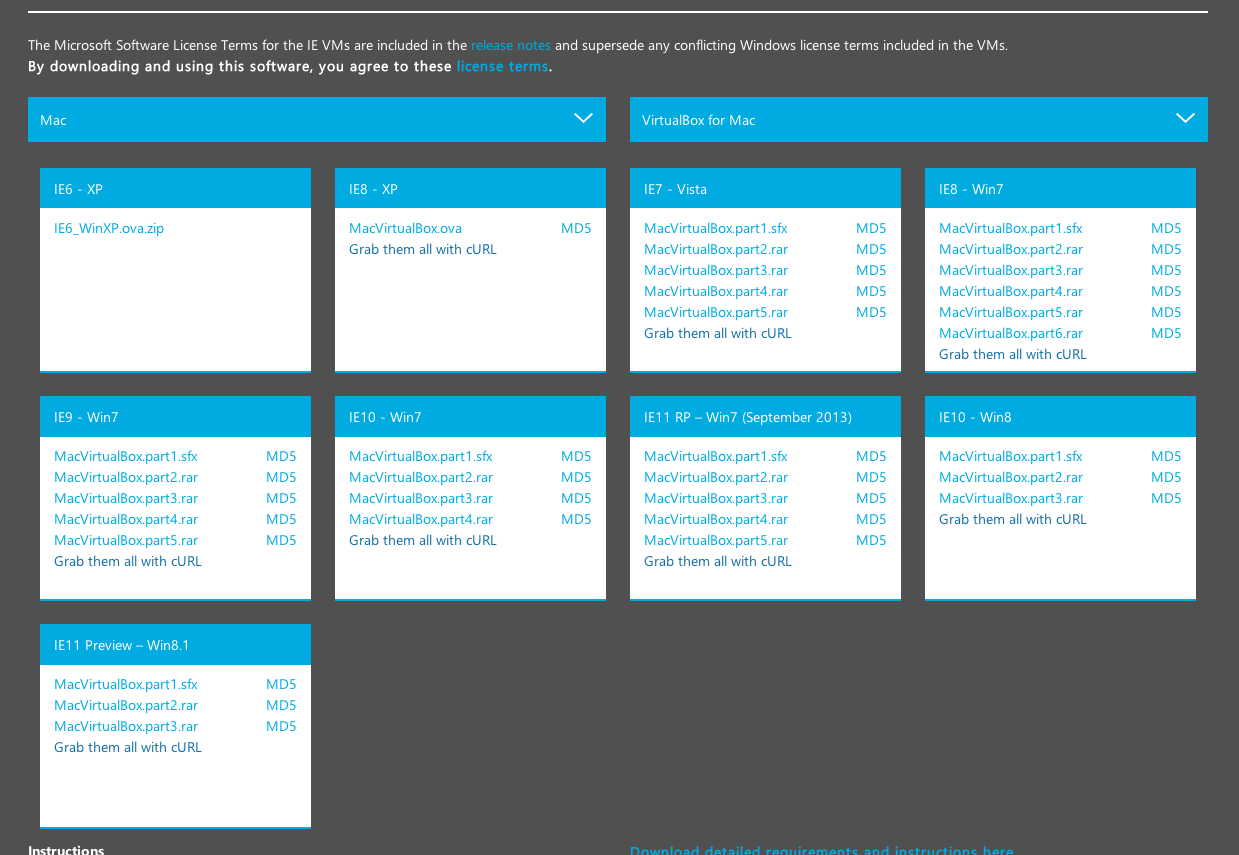 The Microsoft Software License Terms for the IE VMs are included in the release notes and supersede any conflicting Windows license terms included in the VMs.
By downloading and using this software, you agree to these license terms.
Mac
VirtualBox for Mac
IE6 - XP
IE6_WinXP.ova.zip
IE8 - XP
MacVirtualBox.ova MD5
Grab them all with cURL
IE7 - Vista
MacVirtualBox.part1.sfx MD5
MacVirtualBox.part2.rar MD5
MacVirtualBox.part3.rar MD5
MacVirtualBox.part4.rar MD5
MacVirtualBox.part5.rar MD5
Grab them all with cURL
IE8 - Win7
MacVirtualBox.part1.sfx MD5
MacVirtualBox.part2.rar MD5
MacVirtualBox.part3.rar MD5
MacVirtualBox.part4.rar MD5
MacVirtualBox.part5.rar MD5
MacVirtualBox.part6.rar MD5
Grab them all with cURL
IE9 - Win7
MacVirtualBox.part1.sfx MD5
MacVirtualBox.part2.rar MD5
MacVirtualBox.part3.rar MD5
MacVirtualBox.part4.rar MD5
MacVirtualBox.part5.rar MD5
Grab them all with cURL
IE10 - Win7
MacVirtualBox.part1.sfx MD5
MacVirtualBox.part2.rar MD5
MacVirtualBox.part3.rar MD5
MacVirtualBox.part4.rar MD5
Grab them all with cURL
IE11 RP – Win7 (September 2013)
MacVirtualBox.part1.sfx MD5
MacVirtualBox.part2.rar MD5
MacVirtualBox.part3.rar MD5
MacVirtualBox.part4.rar MD5
MacVirtualBox.part5.rar MD5
Grab them all with cURL
IE10 - Win8
MacVirtualBox.part1.sfx MD5
MacVirtualBox.part2.rar MD5
MacVirtualBox.part3.rar MD5
Grab them all with cURL
IE11 Preview – Win8.1
MacVirtualBox.part1.sfx MD5
MacVirtualBox.part2.rar MD5
MacVirtualBox.part3.rar MD5
Grab them all with cURL
Instructions
Download detailed requirements and instructions here